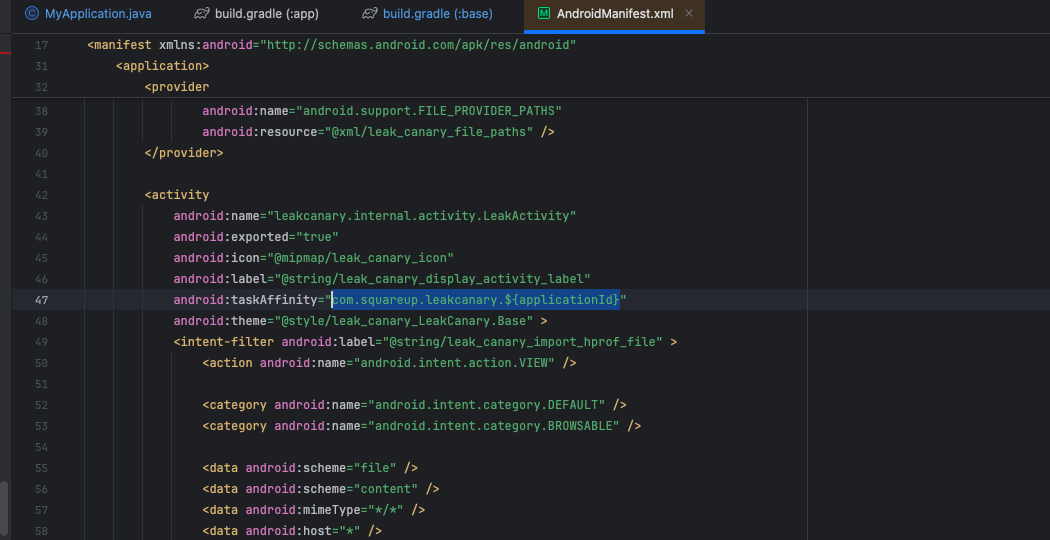 MyApplication.java build.gradle (:app) build.gradle (:base) AndroidManifest.xml
17 <manifest xmlns:android="http://schemas.android.com/apk/res/android"
31 <application>
32 <provider
38 android:name="android.support.FILE_PROVIDER_PATHS"
39 android:resource="@xml/leak_canary_file_paths" />
40 </provider>
41
42 <activity
43 android:name="leakcanary.internal.activity.LeakActivity"
44 android:exported="true"
45 android:icon="@mipmap/leak_canary_icon"
46 android:label="@string/leak_canary_display_activity_label"
47 android:taskAffinity="com.squareup.leakcanary.${applicationId}"
48 android:theme="@style/leak_canary_LeakCanary.Base" >
49 <intent-filter android:label="@string/leak_canary_import_hprof_file" >
50 <action android:name="android.intent.action.VIEW" />
51
52 <category android:name="android.intent.category.DEFAULT" />
53 <category android:name="android.intent.category.BROWSABLE" />
54
55 <data android:scheme="file" />
56 <data android:scheme="content" />
57 <data android:mimeType="*/*" />
58 <data android:host="*" />